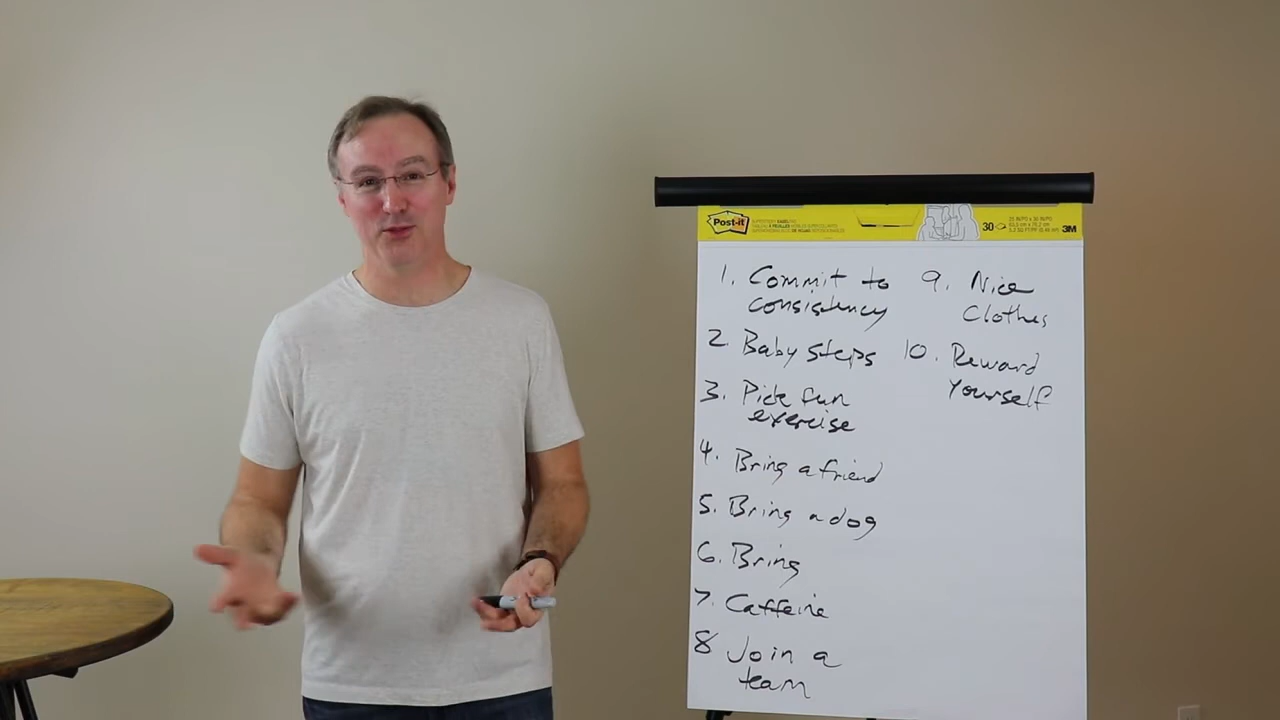 Post-it
30
3M
1. Commit to
consistency
2. Baby steps
3. Pick fun
exercise
4. Bring a friend
5. Bring a dog
6. Bring
7. Caffeine
8 Join a
team
9. Nice
Clothes
10. Reward
Yourself